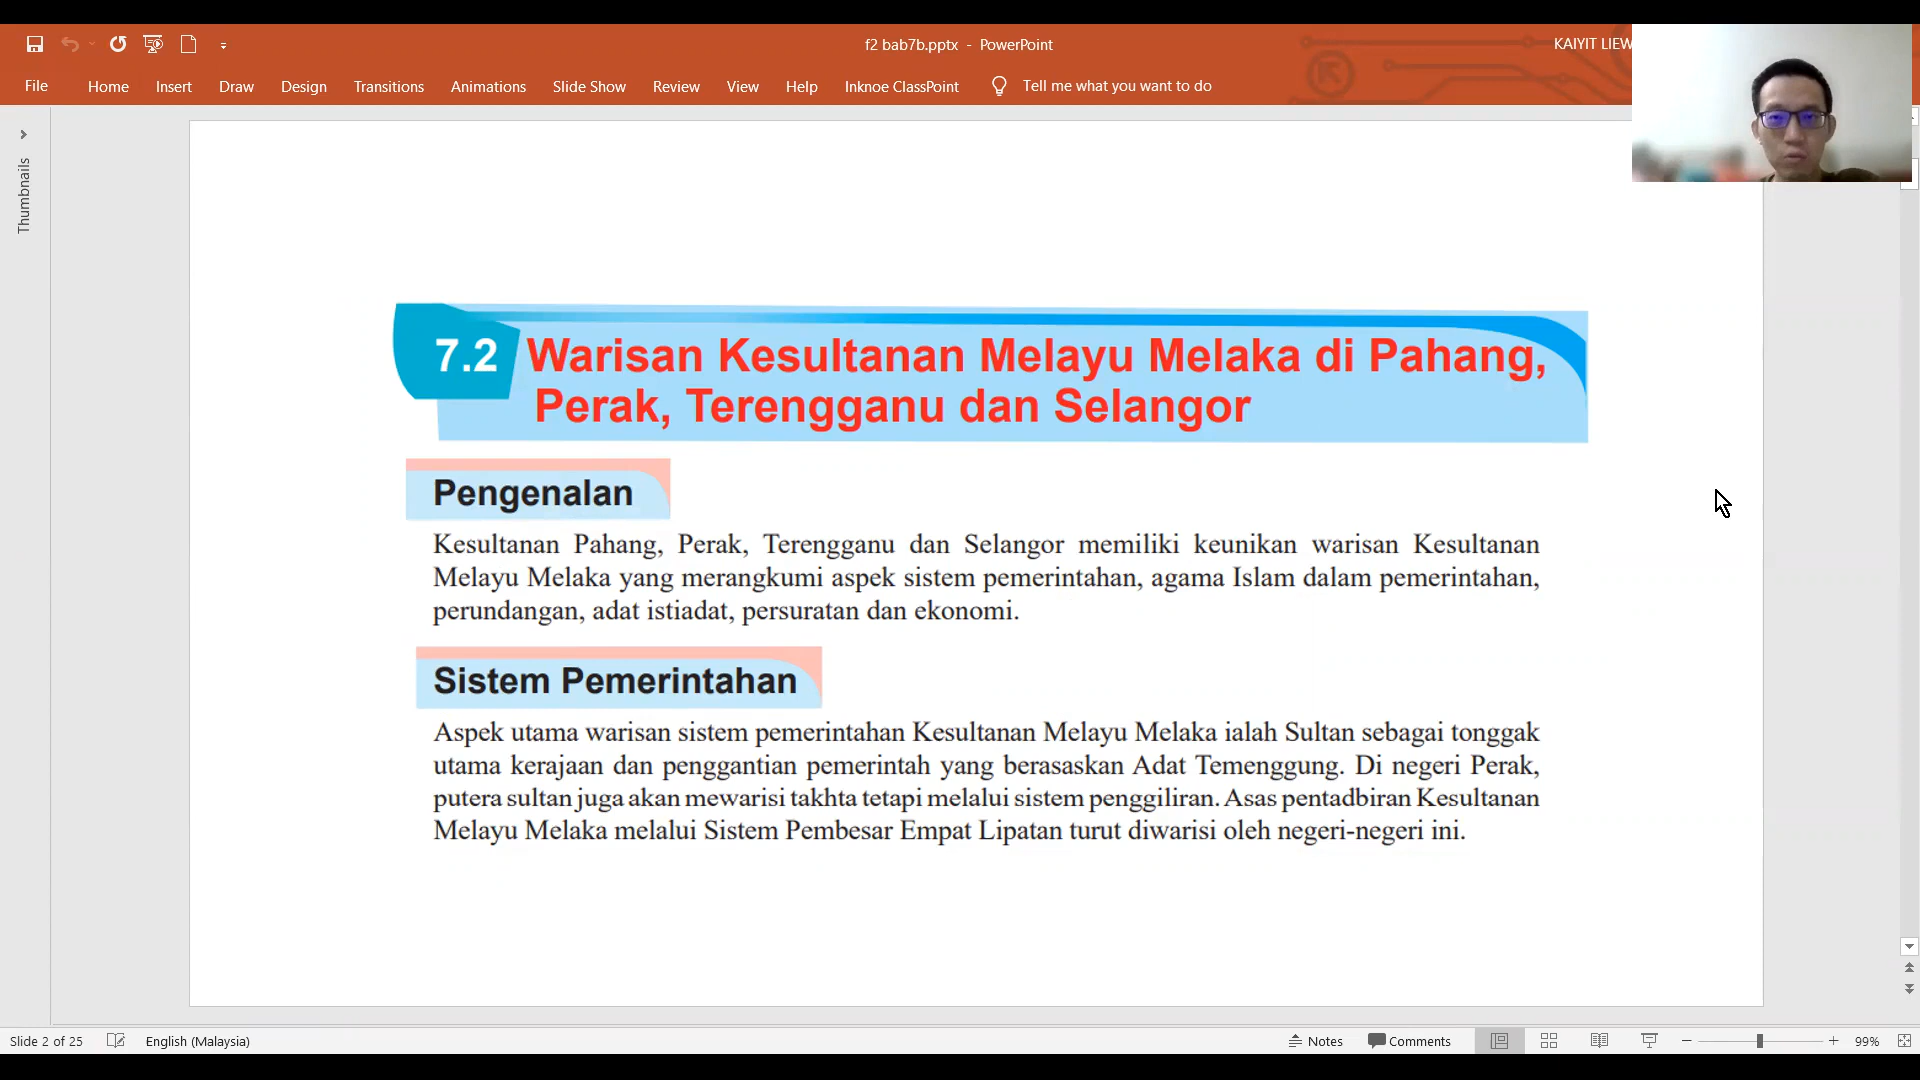 f2 bab7b.pptx - PowerPoint
KAIYIT LIEW
File Home Insert Draw Design Transitions Animations Slide Show Review View Help Inknoe ClassPoint Tell me what you want to do
Thumbnails
7.2 Warisan Kesultanan Melayu Melaka di Pahang,
Perak, Terengganu dan Selangor
Pengenalan
Kesultanan Pahang, Perak, Terengganu dan Selangor memiliki keunikan warisan Kesultanan
Melayu Melaka yang merangkumi aspek sistem pemerintahan, agama Islam dalam pemerintahan,
perundangan, adat istiadat, persuratan dan ekonomi.
Sistem Pemerintahan
Aspek utama warisan sistem pemerintahan Kesultanan Melayu Melaka ialah Sultan sebagai tonggak
utama kerajaan dan penggantian pemerintah yang berasaskan Adat Temenggung. Di negeri Perak,
putera sultan juga akan mewarisi takhta tetapi melalui sistem penggiliran. Asas pentadbiran Kesultanan
Melayu Melaka melalui Sistem Pembesar Empat Lipatan turut diwarisi oleh negeri-negeri ini.
Slide 2 of 25 English (Malaysia) Notes Comments 99%